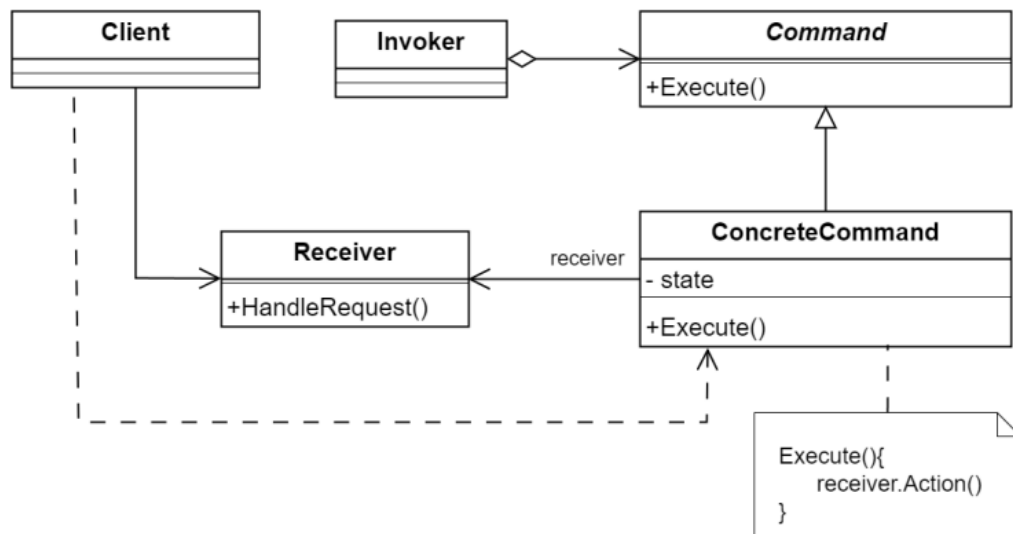 Client
Invoker
Command
+Execute()
Receiver
+HandleRequest()
receiver
ConcreteCommand
- state
+Execute()
Execute(){
receiver.Action()
}